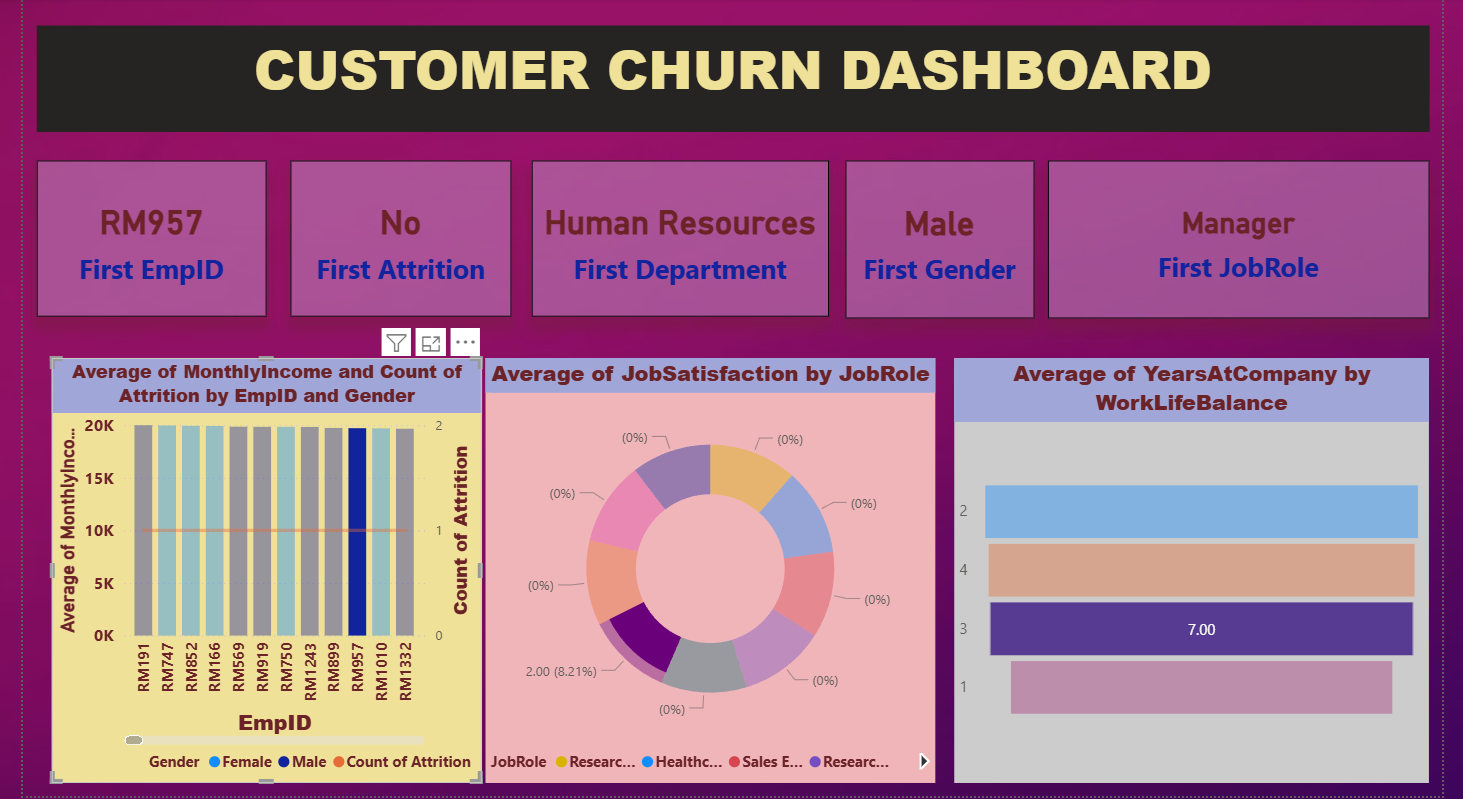 CUSTOMER CHURN DASHBOARD
RM957
First EmpID
No
First Attrition
Human Resources
First Department
Male
First Gender
Manager
First JobRole
Average of MonthlyIncome and Count of
Attrition by EmpID and Gender
Average of MonthlyInco...
20K
15K
10K
5K
0K
2
1
0
Count of Attrition
RM191
RM747
RM852
RM166
RM569
RM919
RM750
RM1243
RM899
RM957
RM1010
RM1332
EmpID
Gender Female Male Count of Attrition
Average of JobSatisfaction by JobRole
(0%)
(0%)
(0%)
(0%)
(0%)
(0%)
(0%)
2.00 (8.21%)
(0%)
JobRole Researc... Healthc... Sales E... Researc...
Average of YearsAtCompany by
WorkLifeBalance
2
4
3
7.00
1